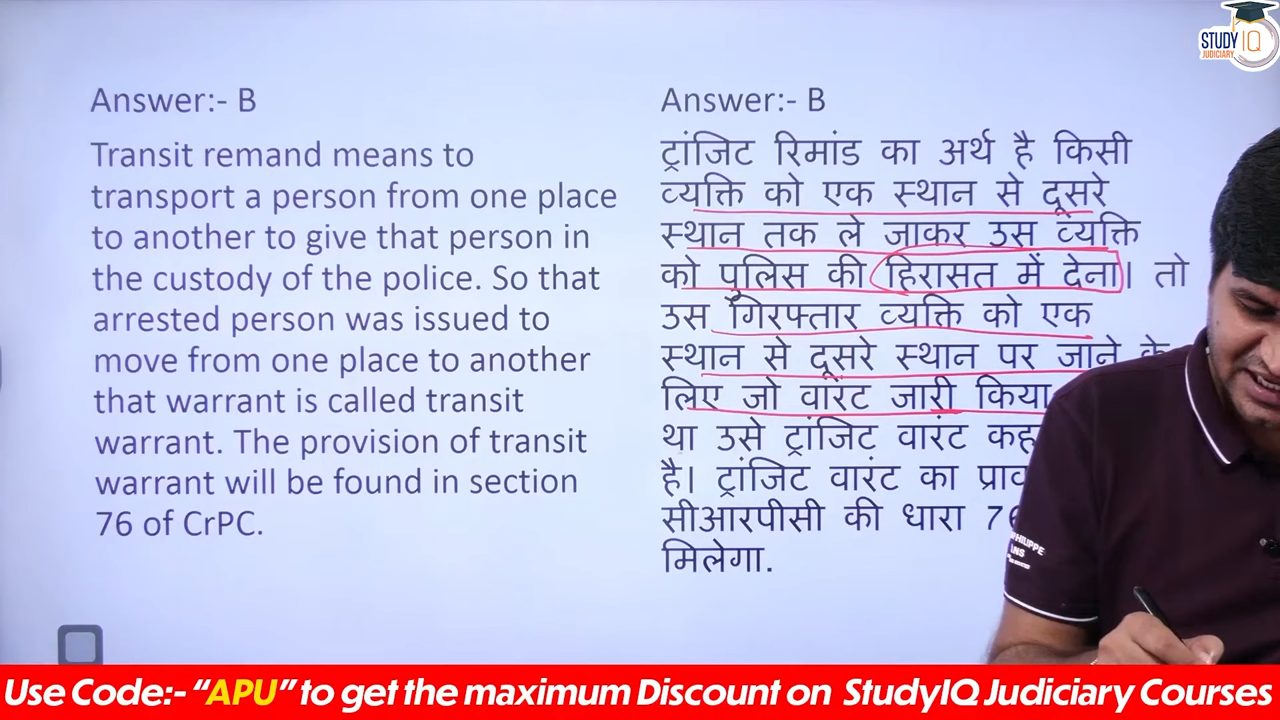 STUDY IQ
JUDICIARY
Answer:- B
Transit remand means to
transport a person from one place
to another to give that person in
the custody of the police. So that
arrested person was issued to
move from one place to another
that warrant is called transit
warrant. The provision of transit
warrant will be found in section
76 of CrPC.
Answer:- B
ट्रांजिट रिमांड का अर्थ है किसी
व्यक्ति को एक स्थान से दूसरे
स्थान तक ले जाकर उस व्यक्ति
को पुलिस की हिरासत में देना। तो
उस गिरफ्तार व्यक्ति को एक
स्थान से दूसरे स्थान पर जाने के
लिए जो वारंट जारी किया
था उसे ट्रांजिट वारंट
है। ट्रांजिट वारंट का
सीआरपीसी की धारा 76
मिलेगा.
Use Code:- “APU” to get the maximum Discount on StudyIQ Judiciary Courses